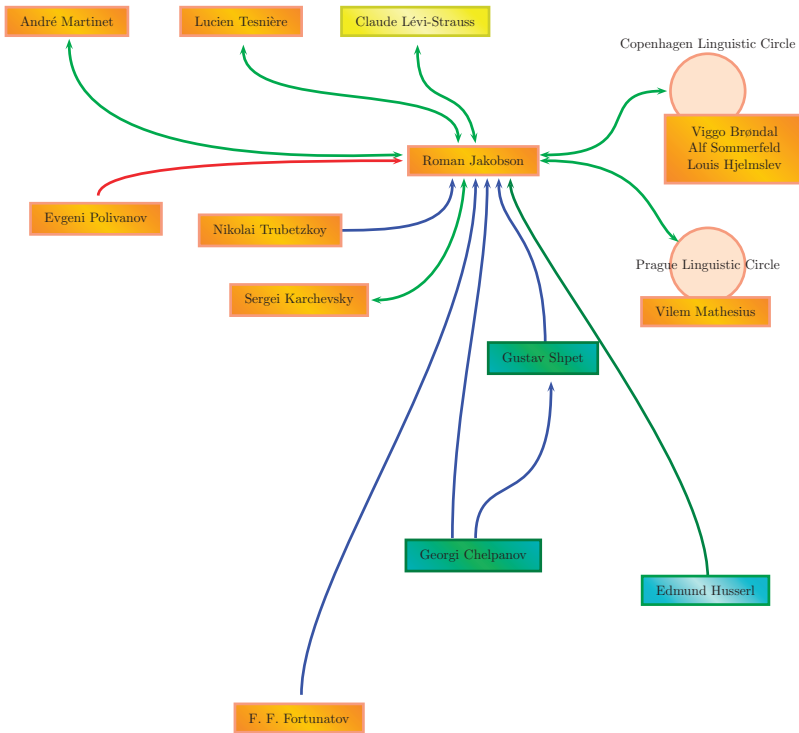 André Martinet
Lucien Tesnière
Claude Lévi-Strauss
Copenhagen Linguistic Circle
Viggo Brøndal
Alf Sommerfeld
Louis Hjelmslev
Roman Jakobson
Evgeni Polivanov
Nikolai Trubetzkoy
Prague Linguistic Circle
Sergei Karchevsky
Vilem Mathesius
Gustav Shpet
Georgi Chelpanov
Edmund Husserl
F. F. Fortunatov